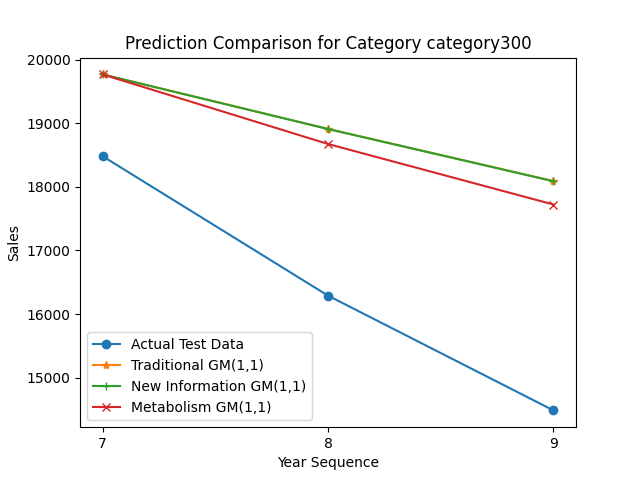 Prediction Comparison for Category category300
Sales
20000
19000
18000
17000
16000
15000
Actual Test Data
Traditional GM(1,1)
New Information GM(1,1)
Metabolism GM(1,1)
7
8
9
Year Sequence